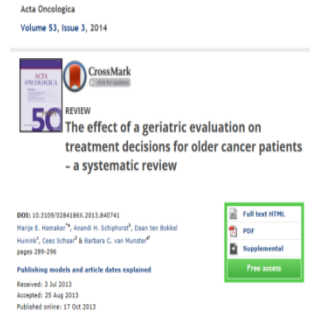 Acta Oncologica
Volume 53, Issue 3, 2014
ACTA
ONCOLOGICA
50
CrossMark
REVIEW
The effect of a geriatric evaluation on
treatment decisions for older cancer patients
– a systematic review
DOI: 10.3109/0284186X.2013.840741
Marije E. Hamaker, Anandi H. Schiphorst, Daan ten Bokkel
Huinink, Cees Schaar & Barbara C. van Munster
pages 289-296
Publishing models and article dates explained
Received: 3 Jul 2013
Accepted: 25 Aug 2013
Published online: 17 Oct 2013
Full text HTML
PDF
Supplemental
Free access